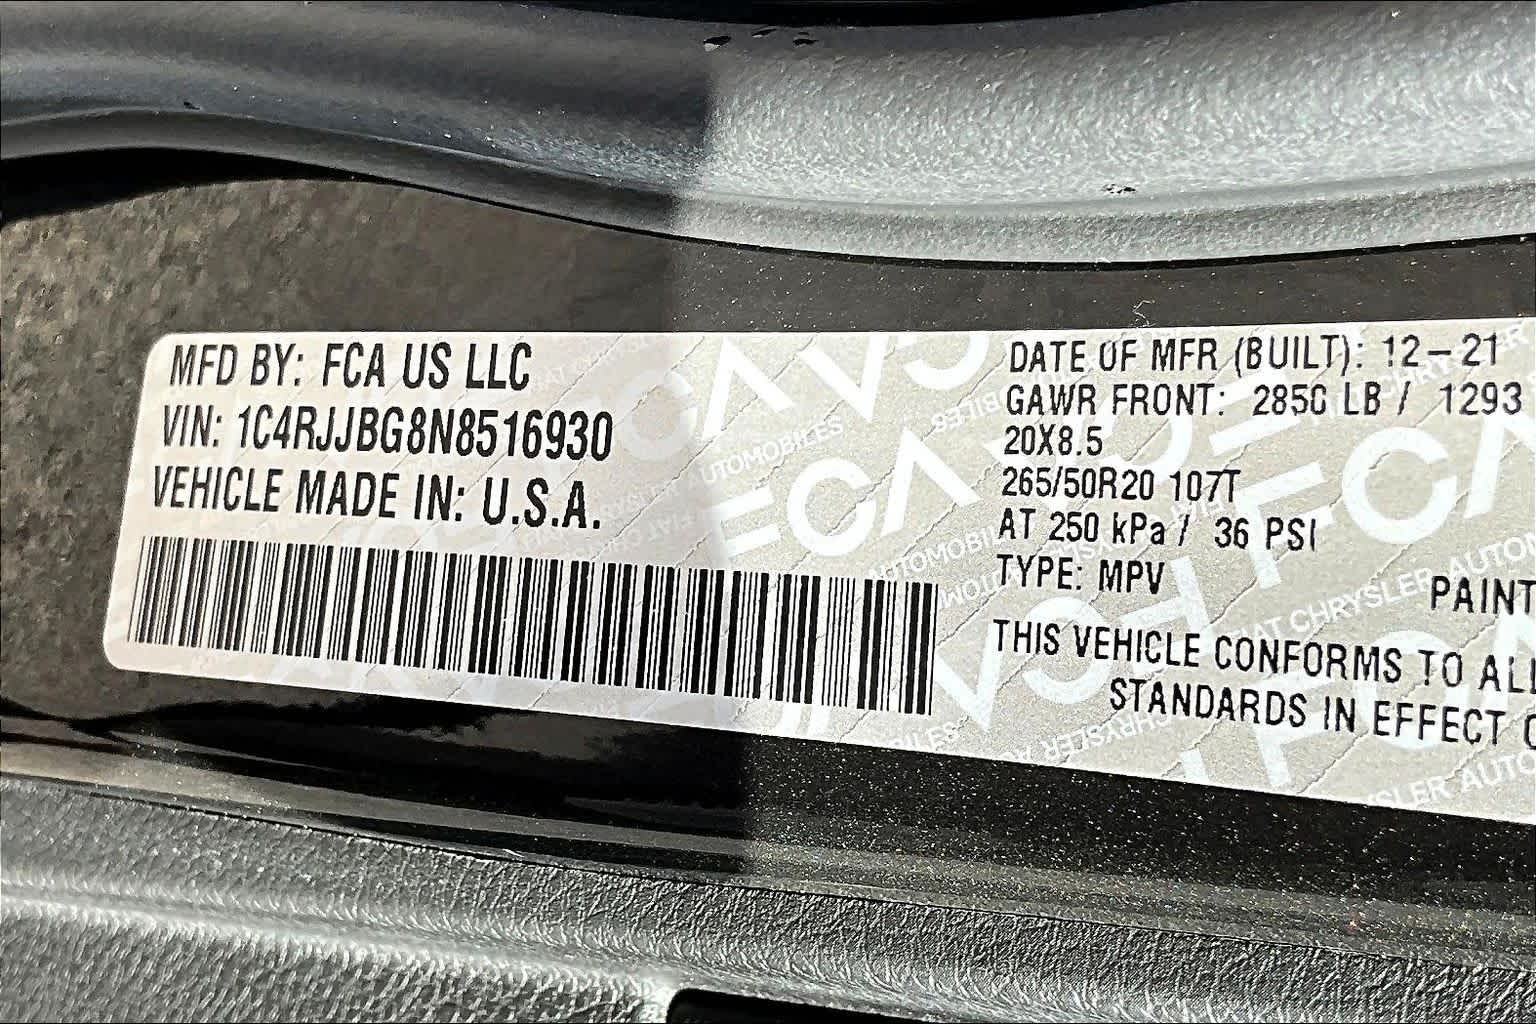 MFD BY: FCA US LLC
VIN: 1C4RJJBG8N8516930
VEHICLE MADE IN: U.S.A.
DATE OF MFR (BUILT): 12-21
GAWR FRONT: 2850 LB / 1293
20X8.5
265/50R20 107T
AT 250 kPa / 36 PSI
TYPE: MPV
PAINT
THIS VEHICLE CONFORMS TO ALL
STANDARDS IN EFFECT O